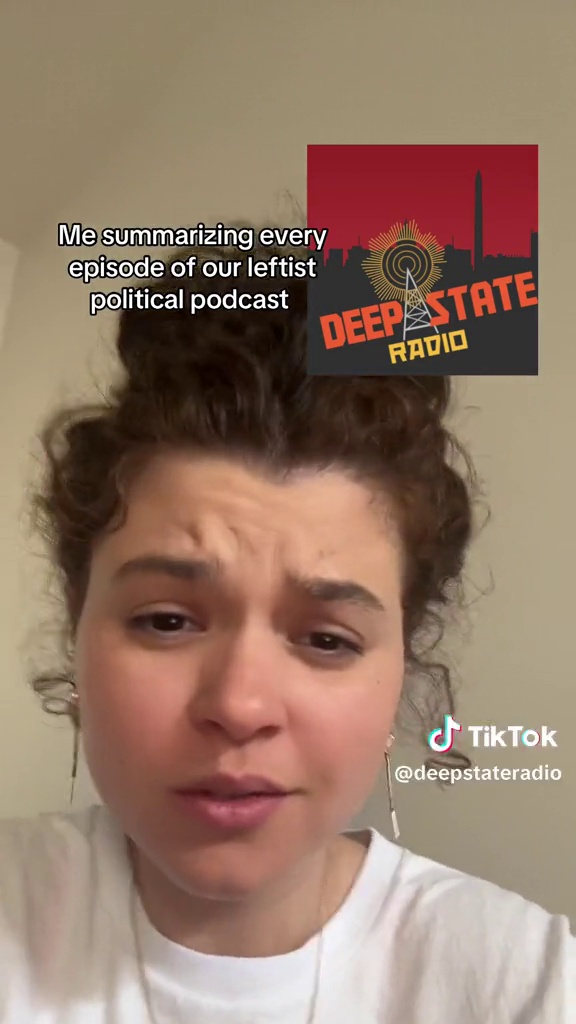 Me summarizing every
episode of our leftist
political podcast
DEEP STATE
RADIO
TikTok
@deepstateradio